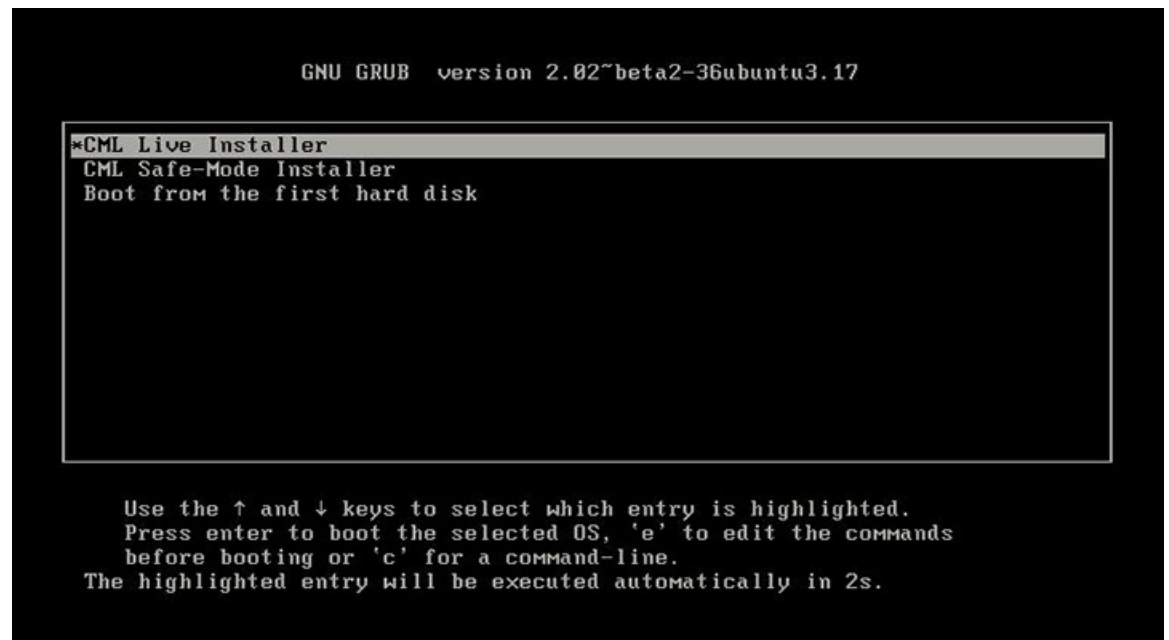 GNU GRUB version 2.02~beta2-36ubuntu3.17
*CML Live Installer
CML Safe-Mode Installer
Boot from the first hard disk
Use the ↑ and ↓ keys to select which entry is highlighted.
Press enter to boot the selected OS, `e' to edit the commands
before booting or `c' for a command-line.
The highlighted entry will be executed automatically in 2s.